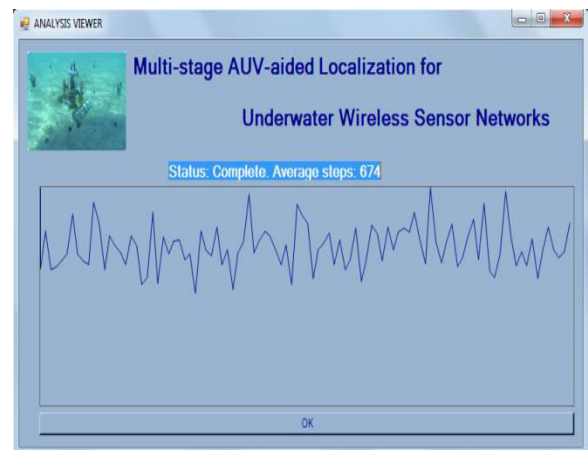 ANALYSIS VIEWER
Multi-stage AUV-aided Localization for
Underwater Wireless Sensor Networks
Status: Complete. Average steps: 674
OK